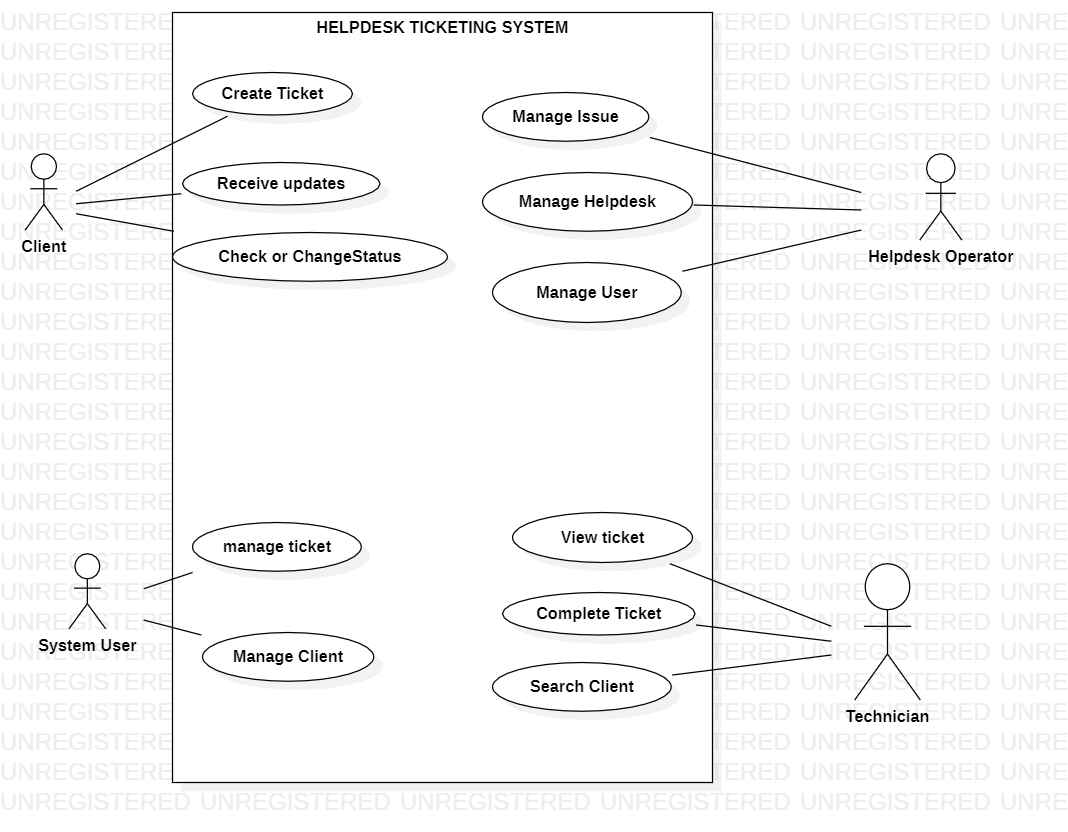 HELPDESK TICKETING SYSTEM
Create Ticket
Manage Issue
Receive updates
Manage Helpdesk
Client
Helpdesk Operator
Check or ChangeStatus
Manage User
View ticket
manage ticket
Complete Ticket
System User
Manage Client
Search Client
Technician
UNREGISTERED UNREGISTERED UNREGISTERED UNREGISTERED UNREGISTERED UNRE